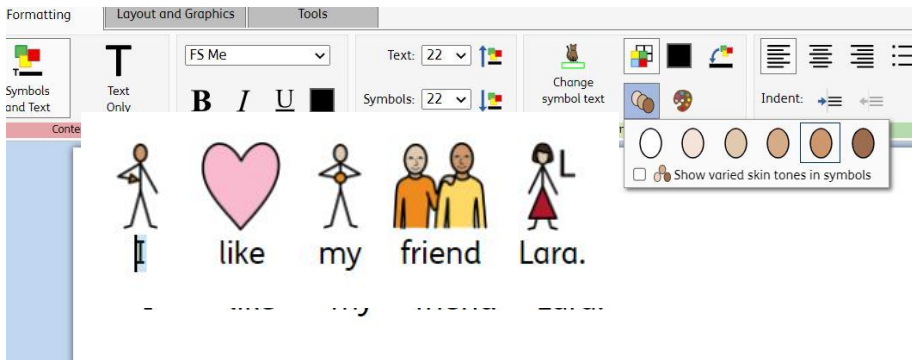 Formatting
Layout and Graphics
Tools
Symbols
and Text
Text
Only
FS Me
B I U
Text: 22
Symbols: 22
Change
symbol text
Indent:
Show varied skin tones in symbols
L
I like my friend Lara.